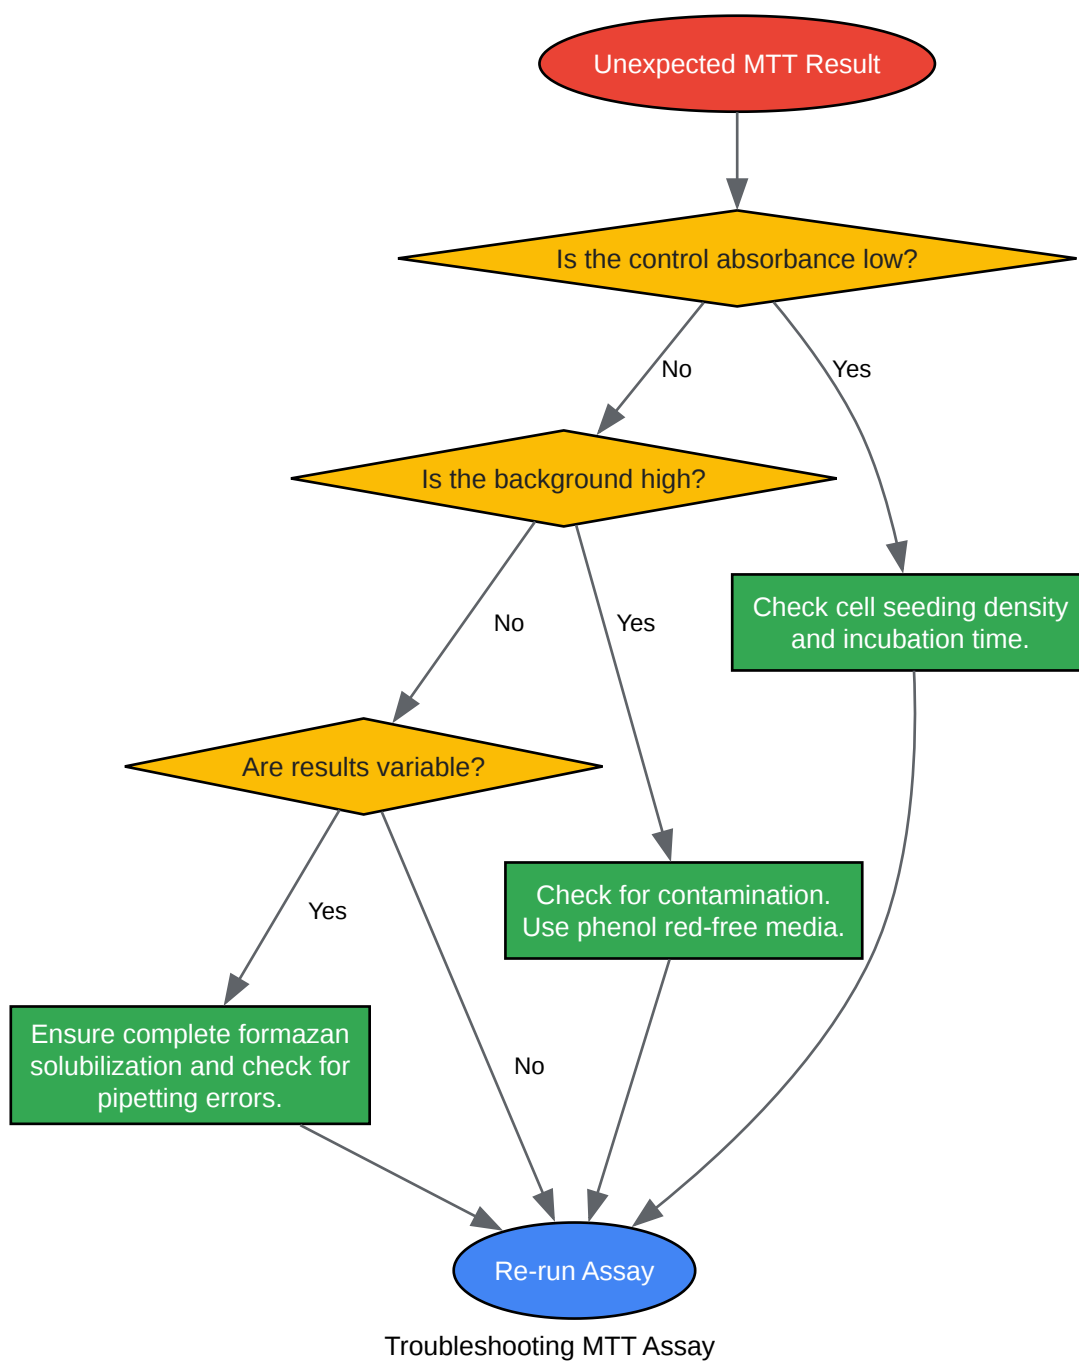 Unexpected MTT Result
Is the control absorbance low?
No
Yes
Is the background high?
Check cell seeding density
and incubation time.
No
Yes
Are results variable?
Check for contamination.
Use phenol red-free media.
Yes
Ensure complete formazan
solubilization and check for
pipetting errors.
No
Re-run Assay
Troubleshooting MTT Assay